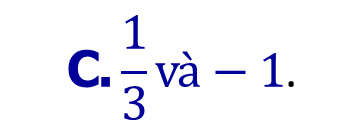 C. 1/3 và − 1.